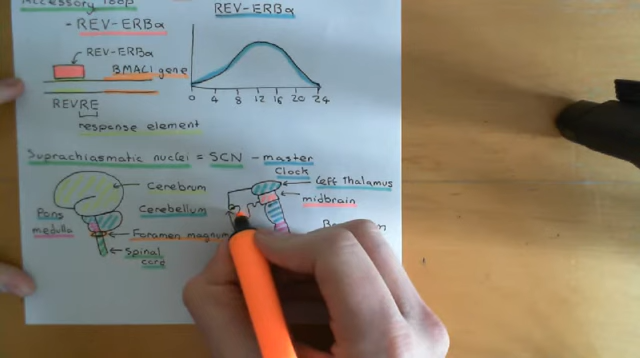 Accessory loop
- REV-ERBα
REV-ERBα
REV-ERBα
BMAL1 gene
REVRE
response element
0 4 8 12 16 20 24
Suprachiasmatic nuclei = SCN - master
Clock
Cerebrum
Cerebellum
Pons
medulla
Foramen magnum
Spinal
cord
Left Thalamus
midbrain